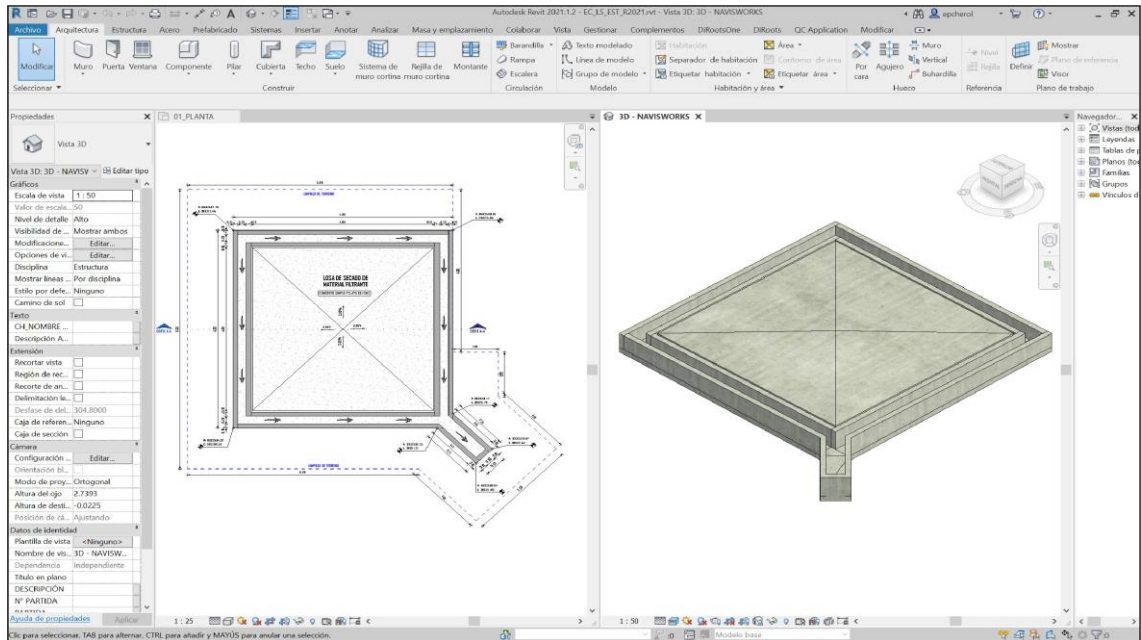 Autodesk Revit 2021.1.2 - EC_LS_EST_R2021.rvt - Vista 3D: 3D - NAVISWORKS
epcherol
Archivo Arquitectura Estructura Acero Prefabricado Sistemas Insertar Anotar Analizar Masa y emplazamiento Colaborar Vista Gestionar Complementos DiRootsOne DiRoots QC Application Modificar
Modificar
Muro Puerta Ventana Componente Pilar Cubierta Techo Suelo Sistema de muro cortina Rejilla de muro cortina Montante
Barandilla
Rampa
Escalera
Texto modelado
Línea de modelo
Grupo de modelo
Habitación
Separador de habitación
Etiquetar habitación
Área
Contorno de área
Etiquetar área
Por cara
Agujero
Muro
Vertical
Buhardilla
Nivel
Rejilla
Definir
Mostrar
Plano de referencia
Visor
Seleccionar
Construir
Circulación
Modelo
Habitación y área
Hueco
Referencia
Plano de trabajo
Propiedades
Vista 3D
Vista 3D: 3D - NAVISV
Editar tipo
Gráficos
Escala de vista 1 : 50
Valor de escala... 50
Nivel de detalle Alto
Visibilidad de ... Mostrar ambos
Modificacione... Editar...
Opciones de vi... Editar...
Disciplina Estructura
Mostrar líneas ... Por disciplina
Estilo por defe... Ninguno
Camino de sol
Texto
CH_NOMBRE ...
Descripción A...
Extensión
Recortar vista
Región de rec...
Recorte de an...
Delimitación le...
Desfase de del... 304.8000
Caja de referen... Ninguno
Caja de sección
Cámara
Configuración ... Editar...
Orientación bl...
Modo de proy... Ortogonal
Altura del ojo 2.7393
Altura de desti... -0.0225
Posición de cá... Ajustando
Datos de identidad
Plantilla de vista <Ninguno>
Nombre de vis... 3D - NAVISW...
Dependencia Independiente
Título en plano
DESCRIPCIÓN
N° PARTIDA
Ayuda de propiedades
Aplicar
01_PLANTA
LOSA DE SECADO DE
MATERIAL FILTRANTE
1 : 25
3D - NAVISWORKS
1 : 50
Navegador...
Vistas (tod
Leyendas
Tablas de p
Planos (to
Familias
Grupos
Vínculos d
Clic para seleccionar, TAB para alternar, CTRL para añadir y MAYÚS para anular una selección.
:0
Modelo base